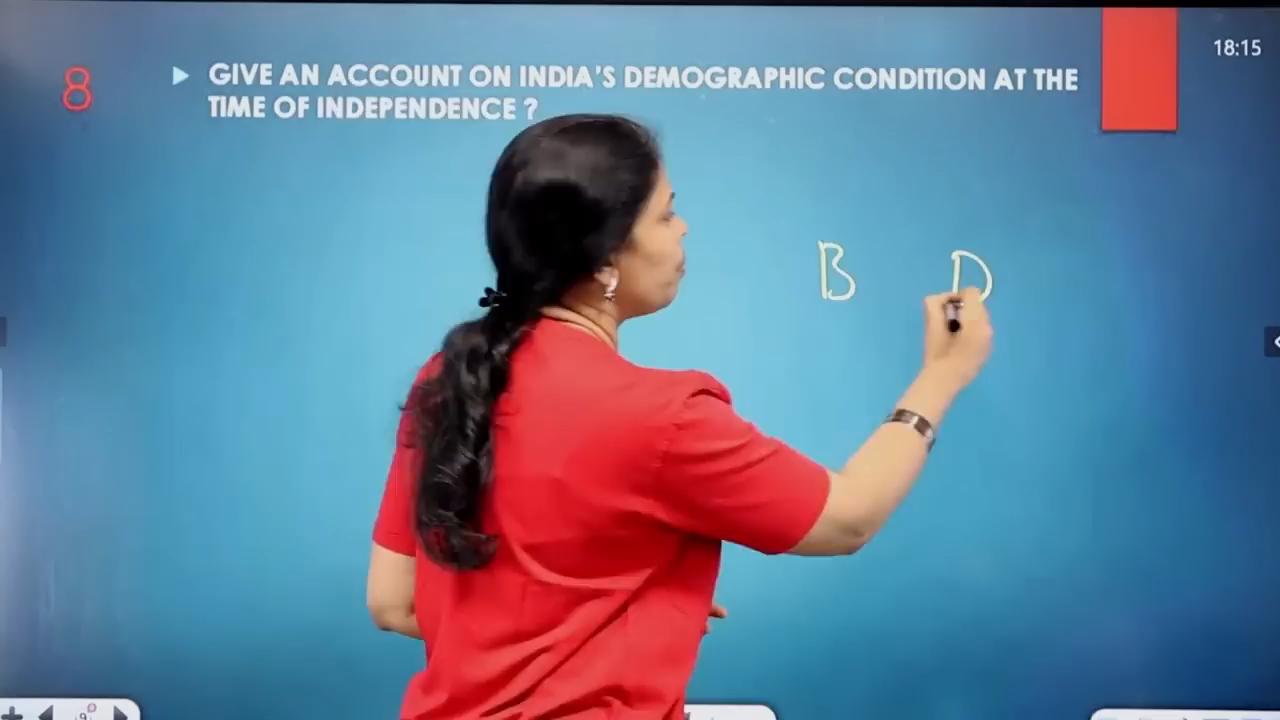 18:15
8
GIVE AN ACCOUNT ON INDIA'S DEMOGRAPHIC CONDITION AT THE
TIME OF INDEPENDENCE ?
B D